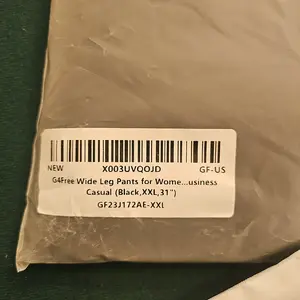 X003UVQOJD
NEW GF-US
G4Free Wide Leg Pants for Wome...usiness
Casual (Black,XXL,31")
GF23J172AE-XXL